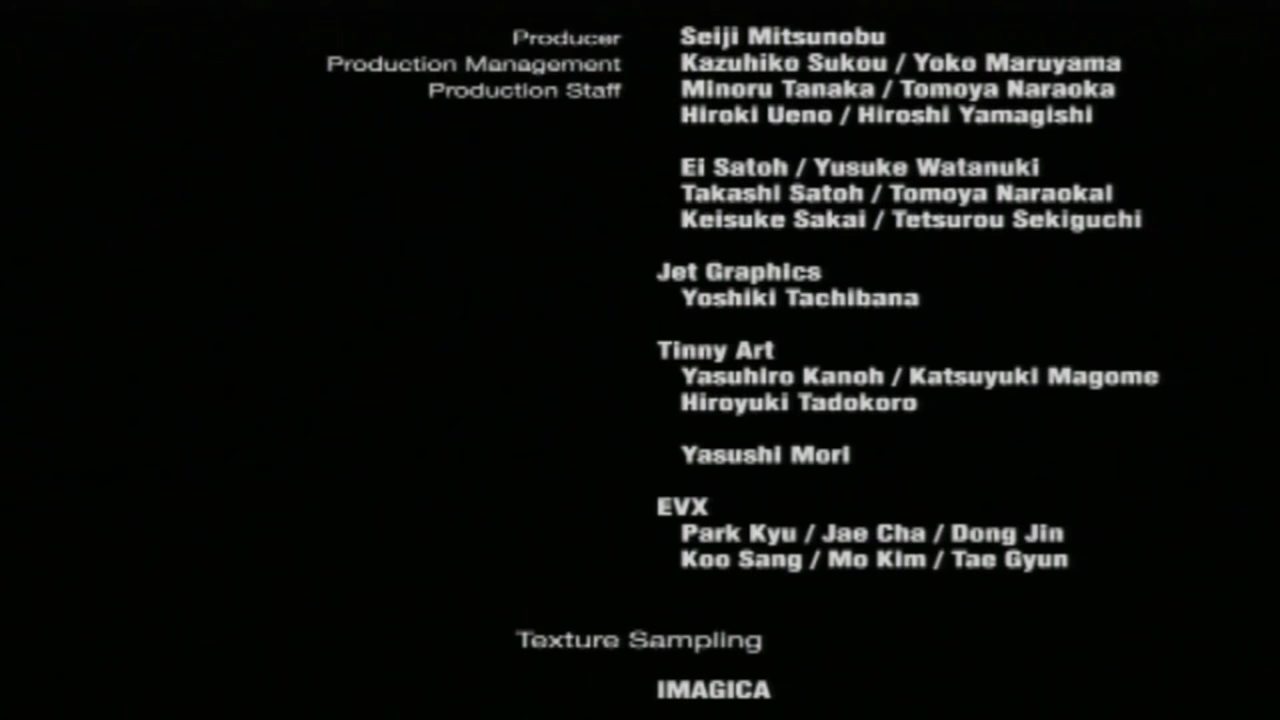 Producer Seiji Mitsunobu
Production Management Kazuhiko Sukou / Yoko Maruyama
Production Staff Minoru Tanaka / Tomoya Naraoka
Hiroki Ueno / Hiroshi Yamagishi
Ei Satoh / Yusuke Watanuki
Takashi Satoh / Tomoya Naraokal
Keisuke Sakai / Tetsurou Sekiguchi
Jet Graphics
Yoshiki Tachibana
Tinny Art
Yasuhiro Kanoh / Katsuyuki Magome
Hiroyuki Tadokoro
Yasushi Mori
EVX
Park Kyu / Jae Cha / Dong Jin
Koo Sang / Mo Kim / Tae Gyun
Texture Sampling
IMAGICA